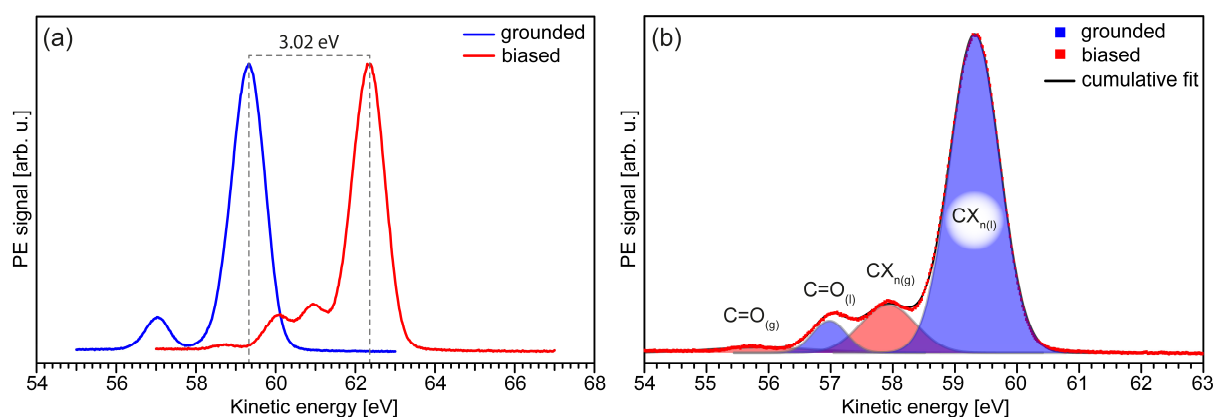 (a)
3.02 eV
grounded
biased
PE signal [arb. u.]
54 56 58 60 62 64 66 68
Kinetic energy [eV]
(b)
grounded
biased
cumulative fit
CXn(l)
CXn(g)
C=O(l)
C=O(g)
PE signal [arb. u.]
54 55 56 57 58 59 60 61 62 63
Kinetic energy [eV]